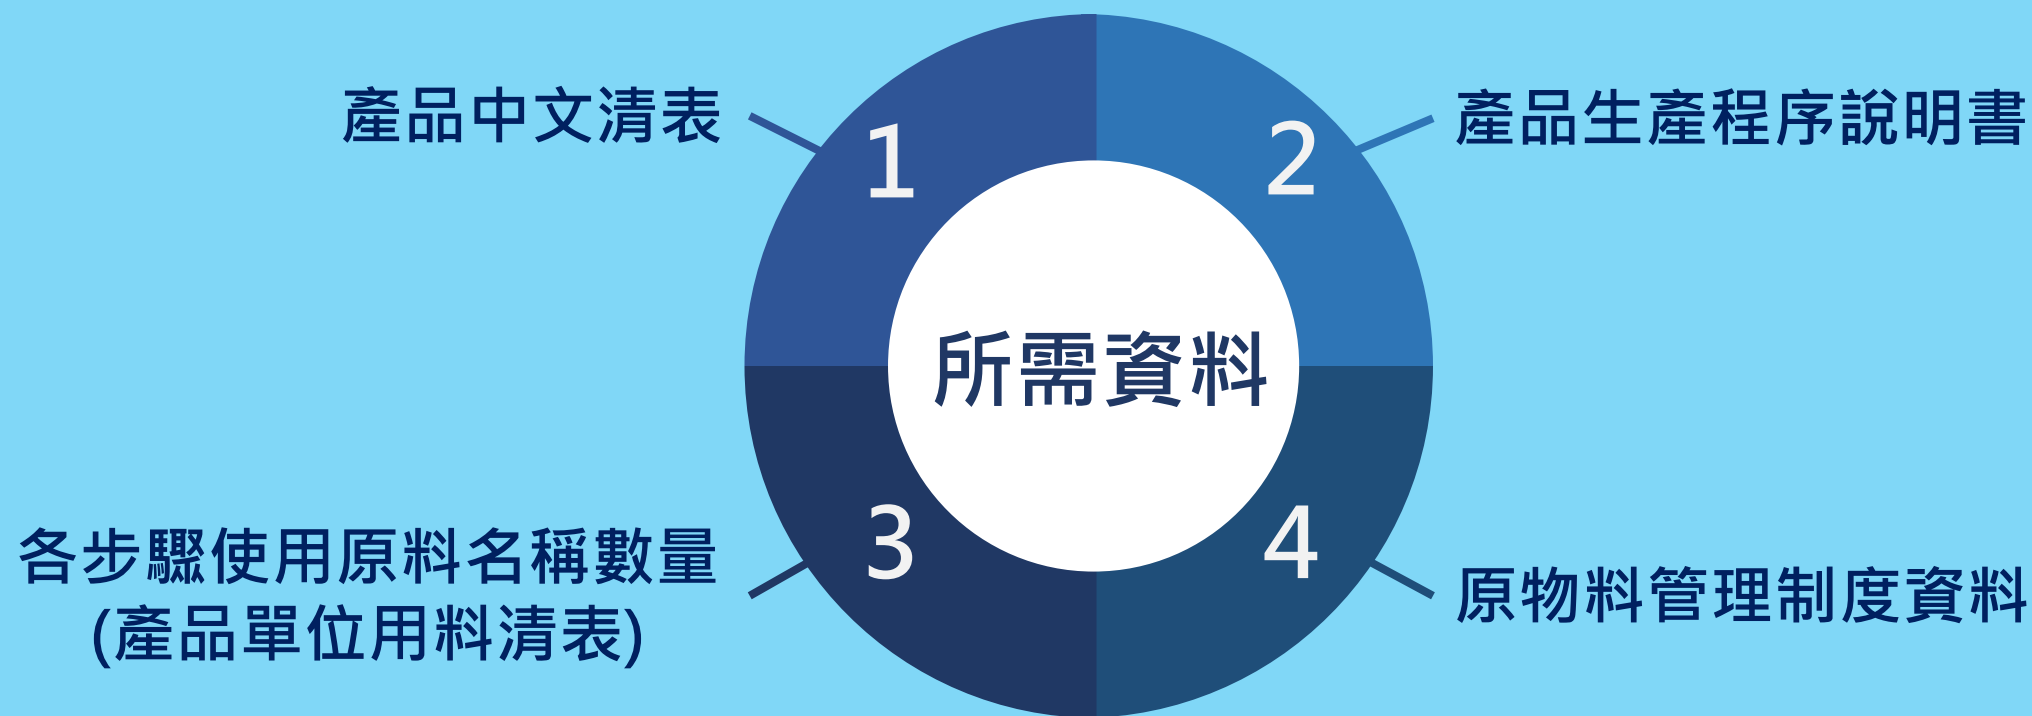 產品中文清表
1
2
產品生產程序說明書
所需資料
各步驟使用原料名稱數量
(產品單位用料清表)
3
4
原物料管理制度資料